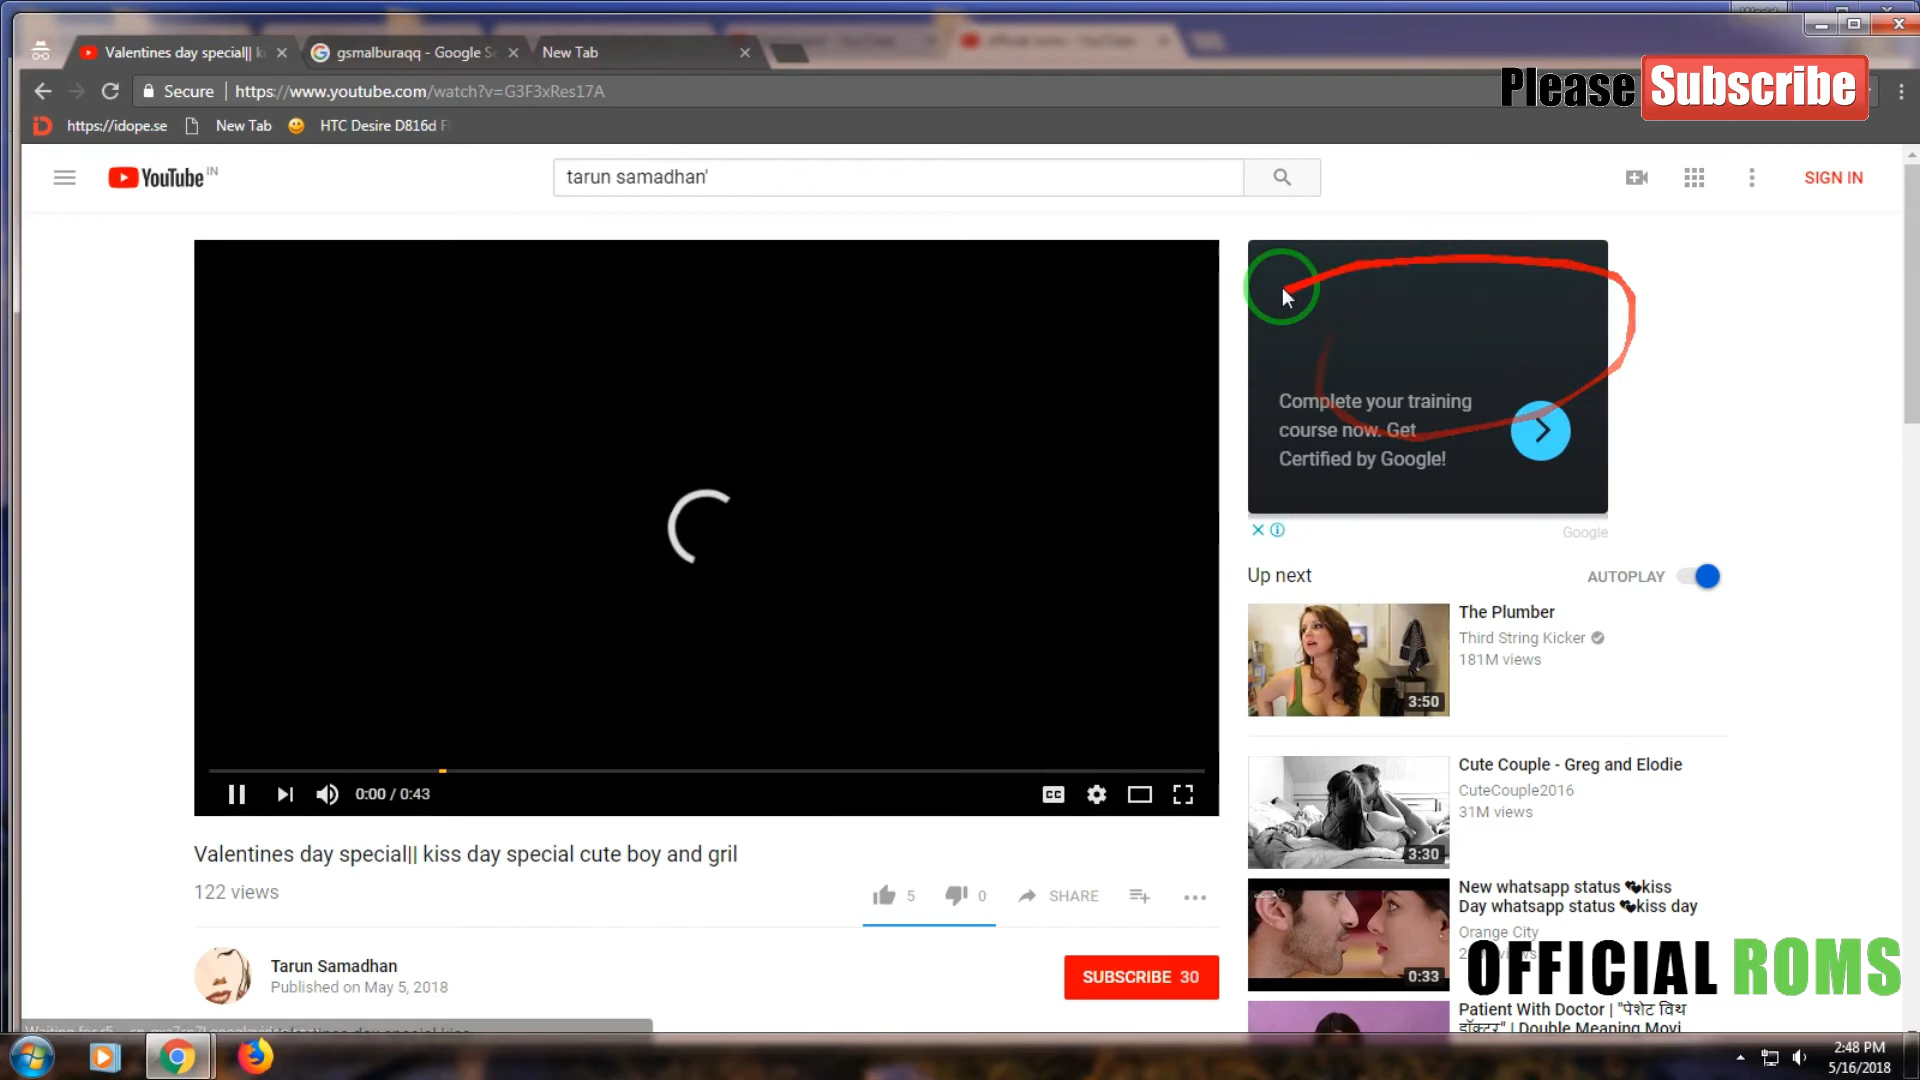 Valentines day special|| k
gsmalburaqq - Google Se
New Tab
Secure
https://www.youtube.com/watch?v=G3F3xRes17A
Please Subscribe
https://idope.se
New Tab
HTC Desire D816d F
YouTube IN
tarun samadhan'
SIGN IN
Complete your training
course now. Get
Certified by Google!
Google
Up next
AUTOPLAY
The Plumber
Third String Kicker
181M views
3:50
Cute Couple - Greg and Elodie
CuteCouple2016
31M views
3:30
New whatsapp status 💘kiss
Day whatsapp status 💘kiss day
Orange City
0:33
Patient With Doctor | "पेशेट विथ
डॉक्टर" | Double Meaning Movi
CC
0:00 / 0:43
Valentines day special|| kiss day special cute boy and gril
122 views
5
0
SHARE
Tarun Samadhan
Published on May 5, 2018
SUBSCRIBE 30
OFFICIAL ROMS
2:48 PM
5/16/2018